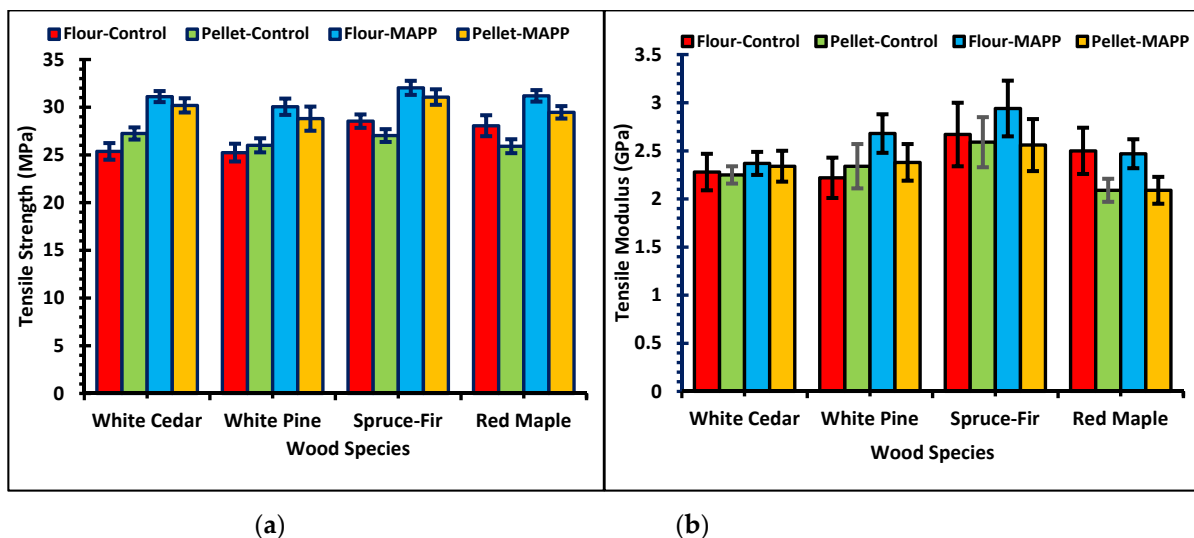 Flour-Control Pellet-Control Flour-MAPP Pellet-MAPP
Tensile Strength (MPa)
35
30
25
20
15
10
5
0
White Cedar White Pine Spruce-Fir Red Maple
Wood Species
(a)
Flour-Control Pellet-Control Flour-MAPP Pellet-MAPP
Tensile Modulus (GPa)
3.5
3
2.5
2
1.5
1
0.5
0
White Cedar White Pine Spruce-Fir Red Maple
Wood Species
(b)